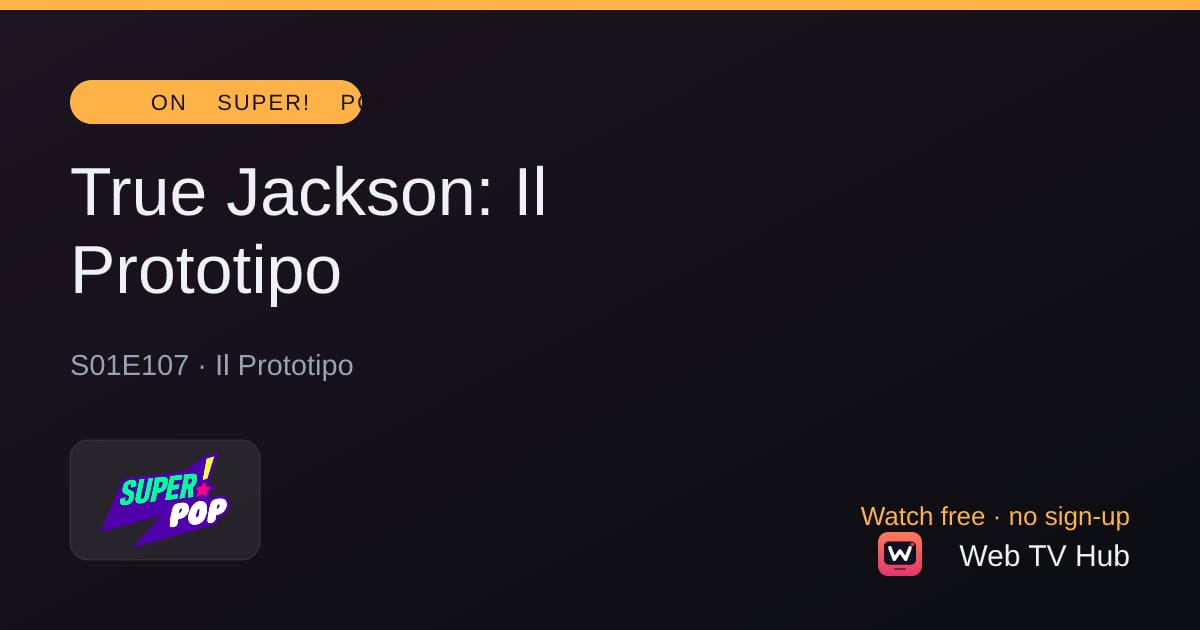 ON SUPER! POP
True Jackson: Il
Prototipo
S01E107 · Il Prototipo
SUPER!
POP
Watch free · no sign-up
W
Web TV Hub